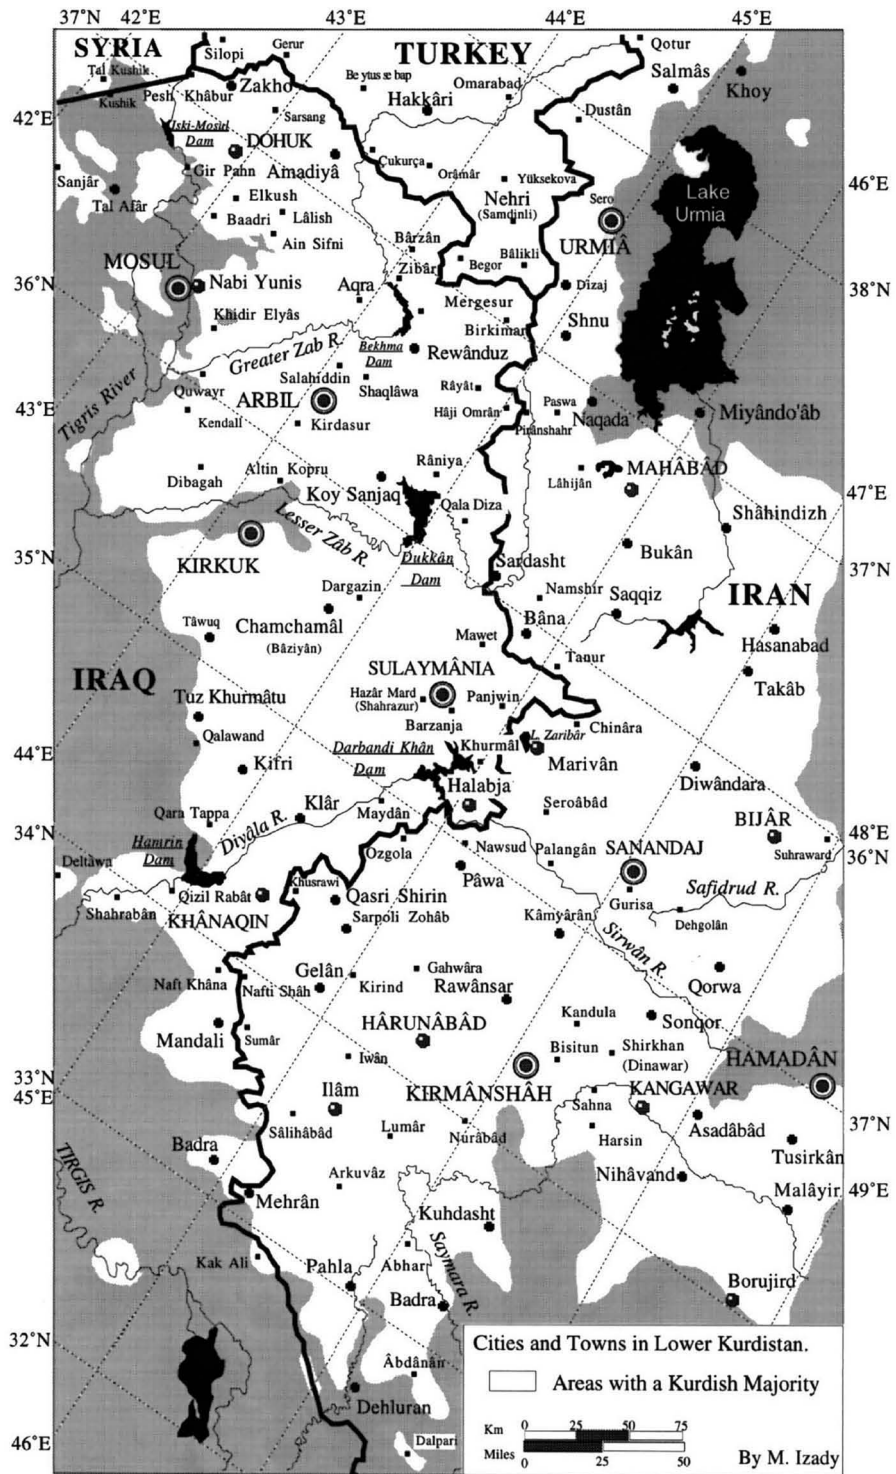 37°N 42°E 43°E 44°E 45°E
SYRIA
TURKEY
IRAQ
IRAN
Silopi
Gerur
Qotur
Tal Kushik
Kushik
Pesh Khâbur
Zakho
Beytus se bap
Omarabad
Hakkâri
Salmâs
Khoy
Sarsang
Dustân
42°E
Iski-Mosul
Dam
DOHUK
Amadiyâ
Çukurça
Orâmâr
Yüksekova
Sanjâr
Gir Pahn
Tal Afâr
Elkush
Lâlish
Baadri
Ain Sifni
Nehri
(Samdinli)
Sero
Lake
Urmia
46°E
URMIÂ
Bârzân
Zibâr
Begor
Bâlikli
MOSUL
Nabi Yunis
Aqra
Dizaj
36°N
38°N
Khidir Elyâs
Mergesur
Birkimar
Shnu
Greater Zab R.
Bekhma
Dam
Rewânduz
Salahiddin
Shaqlâwa
Quwayr
ARBIL
Râyât
Tigris River
43°E
Kendall
Kirdasur
Hâji Omrân
Paswa
Naqada
Pirânshahr
Miyândo'âb
Dibagah
Altin Kopru
Râniya
Lâhijân
MAHÂBÂD
Koy Sanjaq
47°E
Lesser Zâb R.
Qala Diza
Shâhindizh
KIRKUK
35°N
Dukkân
Dam
Sardasht
Bukân
37°N
Dargazin
Namshir
Saqqiz
Tâwuq
Chamchamâl
(Bâziyân)
Mawet
Bâna
Hasanabad
Tanur
Takâb
SULAYMÂNIA
Tuz Khurmâtu
Hazâr Mard
(Shahrazur)
Panjwin
Barzanja
Chinâra
Qalawand
L. Zaribâr
Darbandi Khân
Dam
Khurmâl
Marivân
44°E
Kifri
Diwândara
Halabja
Qara Tappa
Klâr
Maydân
Seroâbâd
BIJÂR
34°N
Diyâla R.
Hamrin
Dam
Ozgola
Nawsud
Palangân
SANANDAJ
48°E
36°N
Suhraward
Deltàwa
Khusrawi
Pâwa
Safidrud R.
Shahrabân
Qizil Rabât
Qasri Shirin
Gurisa
KHÂNAQIN
Sarpoli Zohâb
Kâmyârân
Dehgolân
Sirwân R.
Naft Khâna
Gelân
Gahwâra
Nafti Shâh
Kirind
Rawânsar
Qorwa
Mandali
Sumâr
HÂRUNÂBÂD
Kandula
Sonqor
Iwân
Bisitun
Shirkhan
(Dinawar)
HAMADÂN
33°N
45°E
Ilâm
KIRMÂNSHÂH
KANGAWAR
Sahna
Sâlihâbâd
Lumâr
Nurâbâd
Harsin
Asadâbâd
37°N
Badra
Tusirkân
TIRGIS R.
Arkuvâz
Nihâvand
49°E
Mehrân
Malâyir
Kuhdasht
Kak Ali
Pahla
Abhar
Saymara R.
Badra
Borujird
32°N
Âbdânân
Dehluran
46°E
Dalpari
Cities and Towns in Lower Kurdistan.
Areas with a Kurdish Majority
Km 0 25 50 75
Miles 0 25 50
By M. Izady